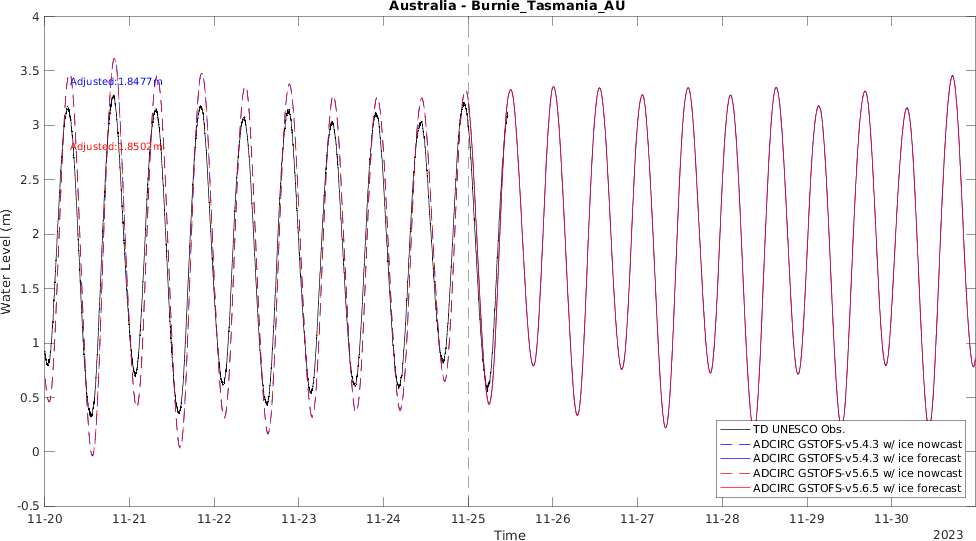 Australia - Burnie_Tasmania_AU
Water Level (m)
4
3.5
3
2.5
2
1.5
1
0.5
0
-0.5
Adjusted:1.8477m
Adjusted:1.8502m
TD UNESCO Obs.
ADCIRC GSTOFS-v5.4.3 w/ ice nowcast
ADCIRC GSTOFS-v5.4.3 w/ ice forecast
ADCIRC GSTOFS-v5.6.5 w/ ice nowcast
ADCIRC GSTOFS-v5.6.5 w/ ice forecast
11-20 11-21 11-22 11-23 11-24 11-25 11-26 11-27 11-28 11-29 11-30
Time
2023